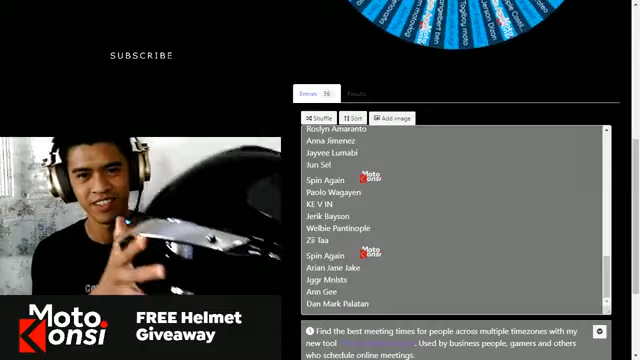 SUBSCRIBE
Entries 59
Results
Shuffle
Sort
Add image
Roslyn Amaranto
Anna Jimenez
Jayvee Lumabi
Jun Sel
Spin Again Moto Konsi
Paolo Wagayen
KE V IN
Jerik Bayson
Welbie Pantinople
Zii Taa
Spin Again Moto Konsi
Arian Jane Jake
Jggr Mnlsts
Ann Gee
Dan Mark Palatan
Moto
Konsi
FREE Helmet
Giveaway
Find the best meeting times for people across multiple timezones with my
new tool
. Used by business people, gamers and others
who schedule online meetings.